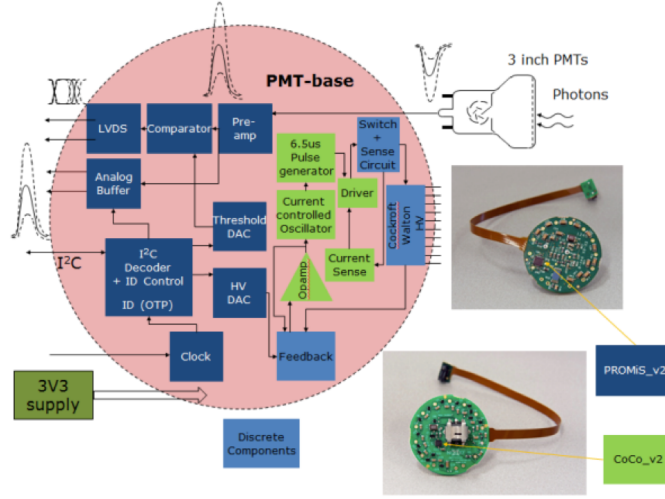 3 inch PMTs
Photons
PMT-base
LVDS
Comparator
Pre-
amp
Switch +
Sense
Circuit
6.5us
Pulse
generator
Driver
Analog
Buffer
Current
controlled
Oscillator
Cockroft
Walton
HV
Threshold
DAC
I²C
I²C
Decoder
+ ID Control
ID (OTP)
Current
Sense
Opamp
HV
DAC
Clock
Feedback
3V3
supply
Discrete
Components
PROMiS_v2
CoCo_v2